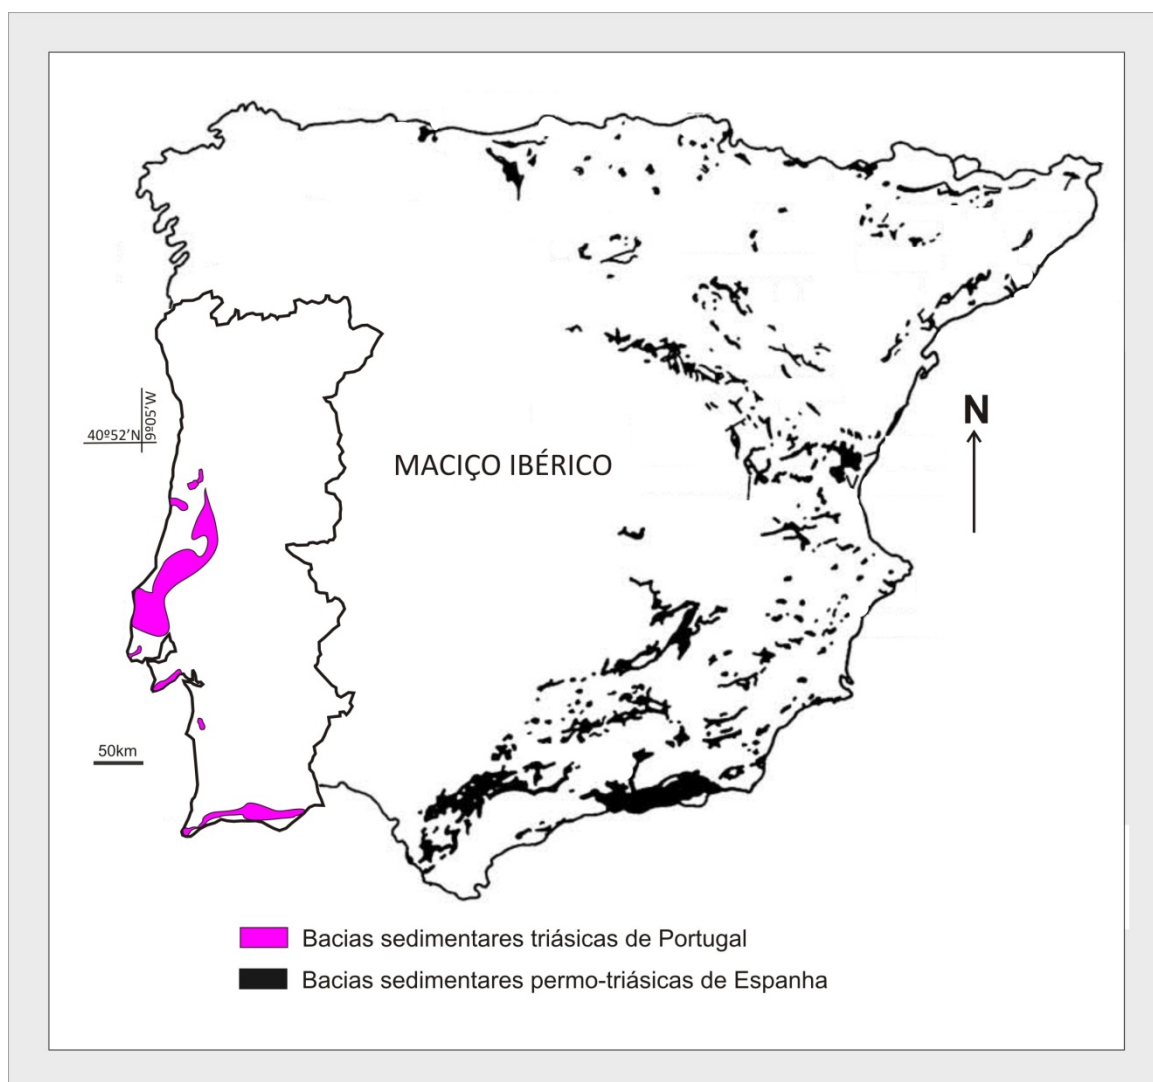 N
40º52'N
9º05'W
MACIÇO IBÉRICO
50km
Bacias sedimentares triásicas de Portugal
Bacias sedimentares permo-triásicas de Espanha